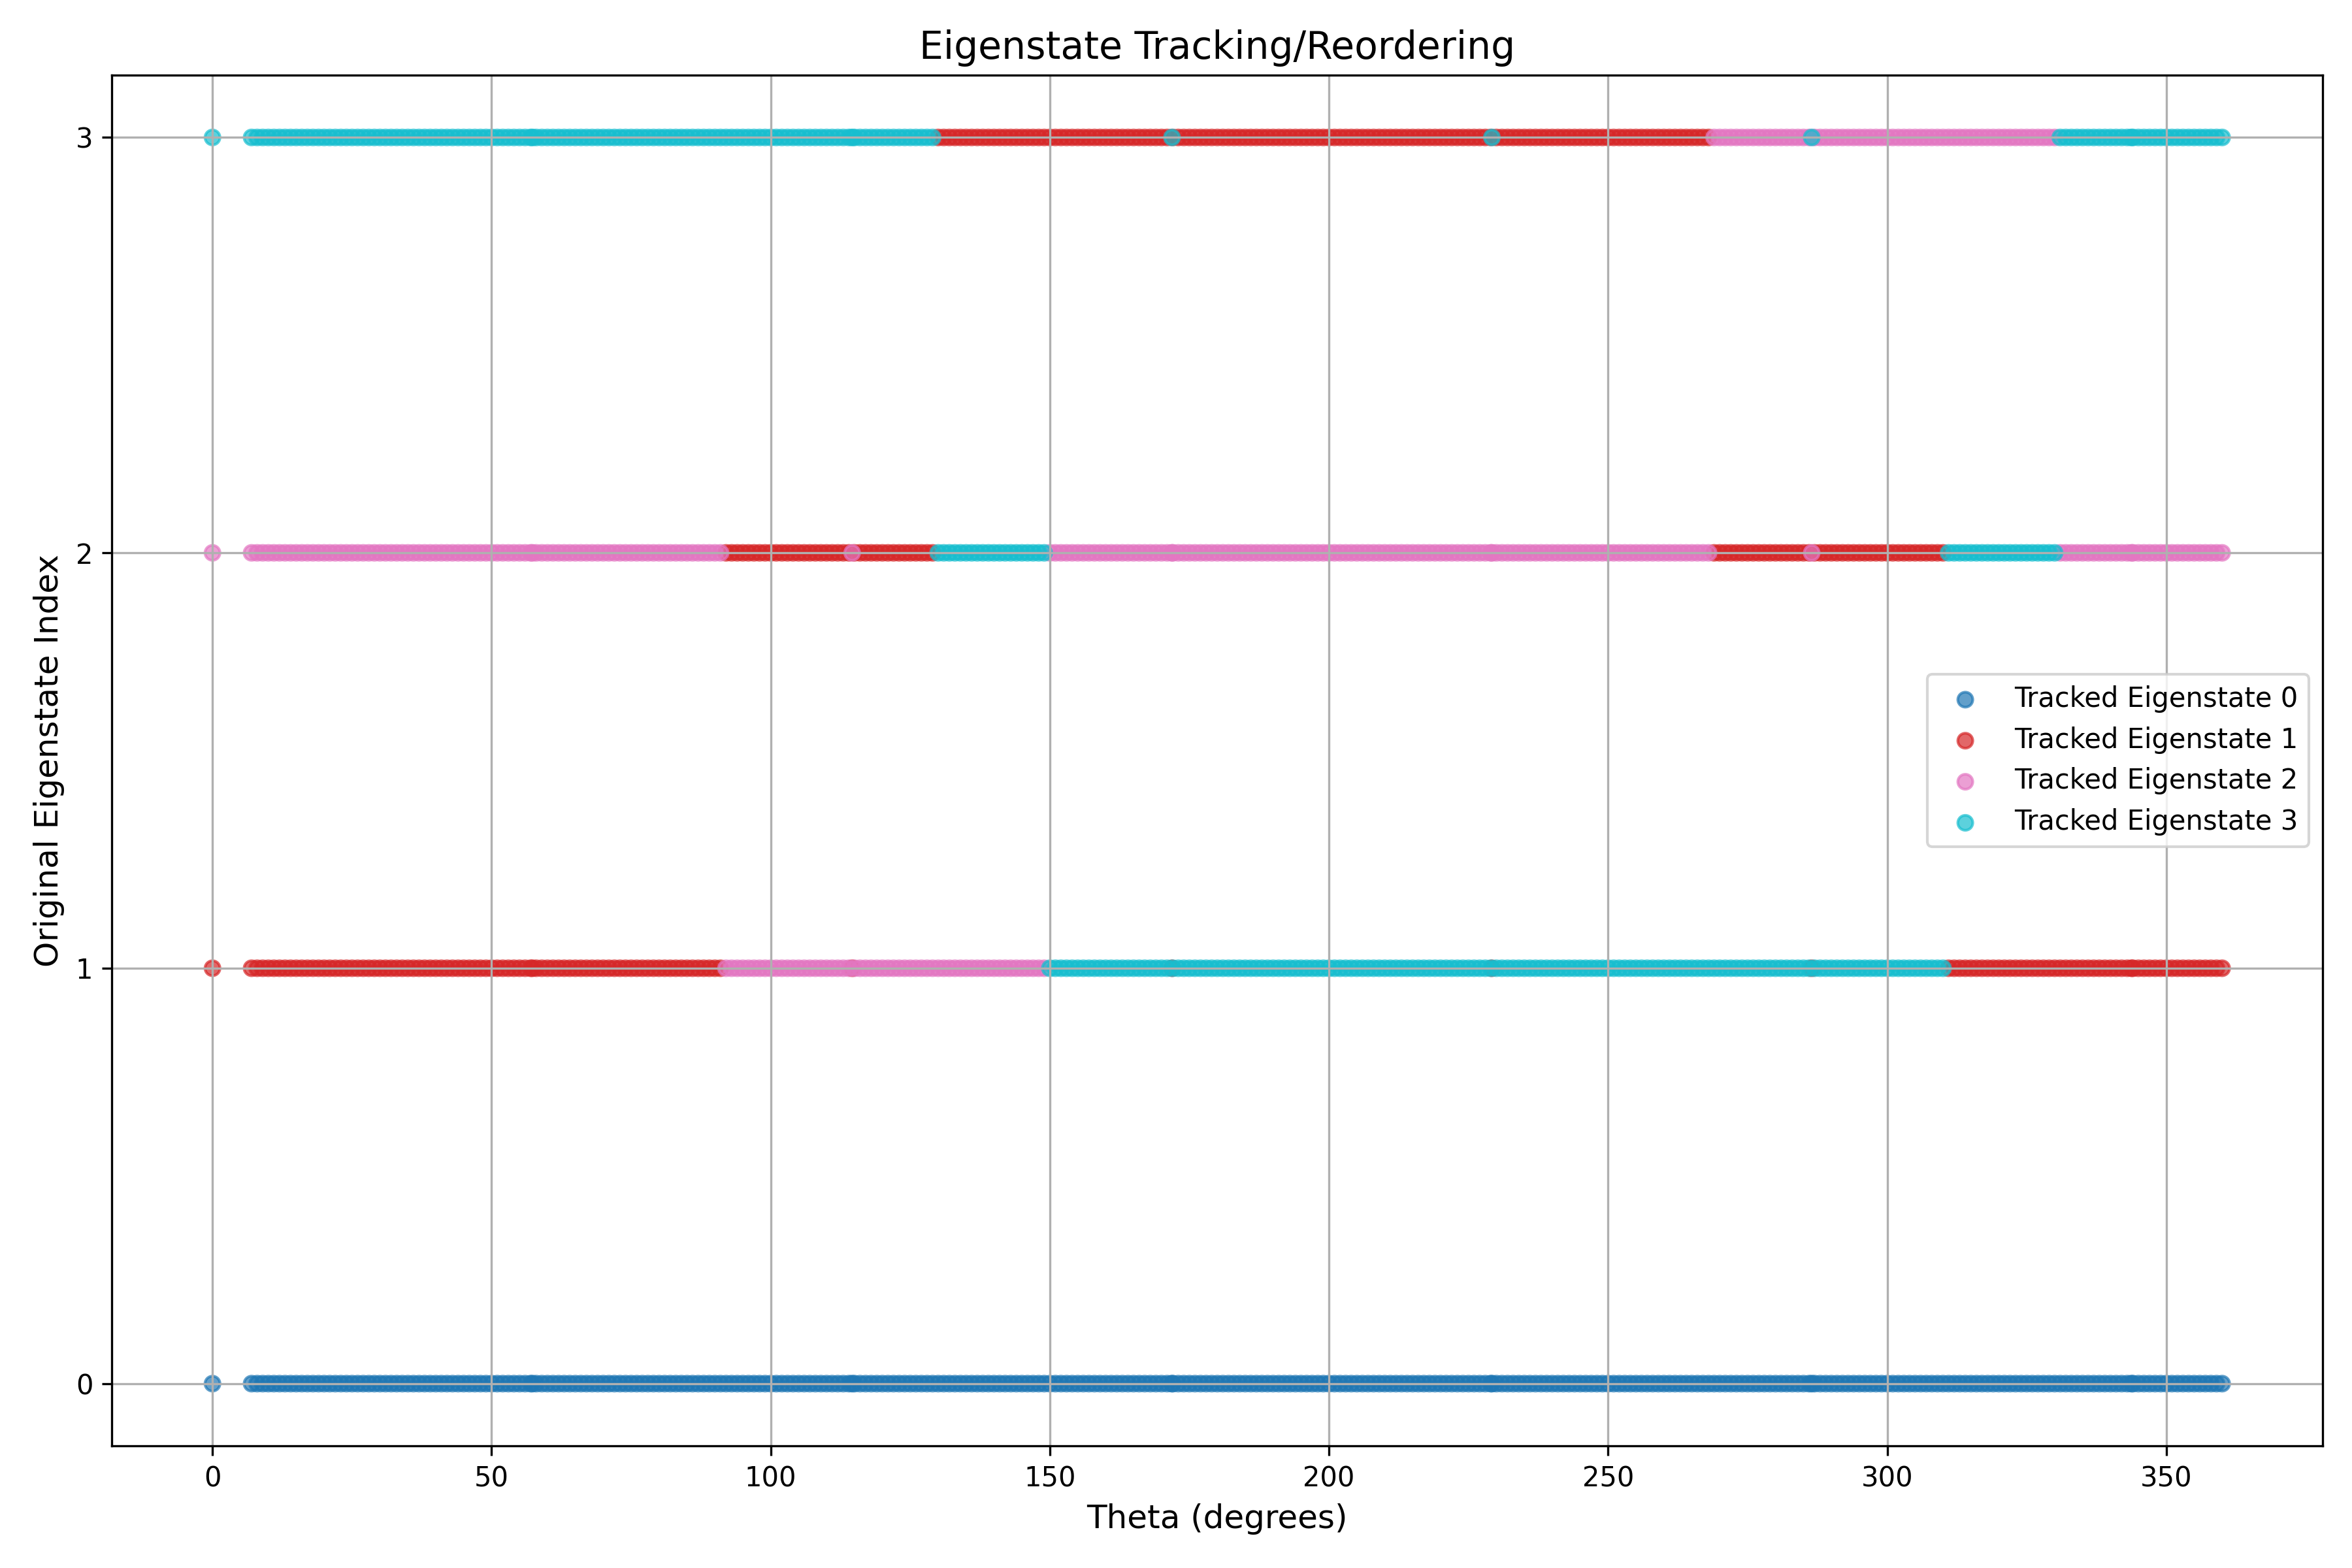 Eigenstate Tracking/Reordering
Original Eigenstate Index
3
2
1
0
Tracked Eigenstate 0
Tracked Eigenstate 1
Tracked Eigenstate 2
Tracked Eigenstate 3
0 50 100 150 200 250 300 350
Theta (degrees)